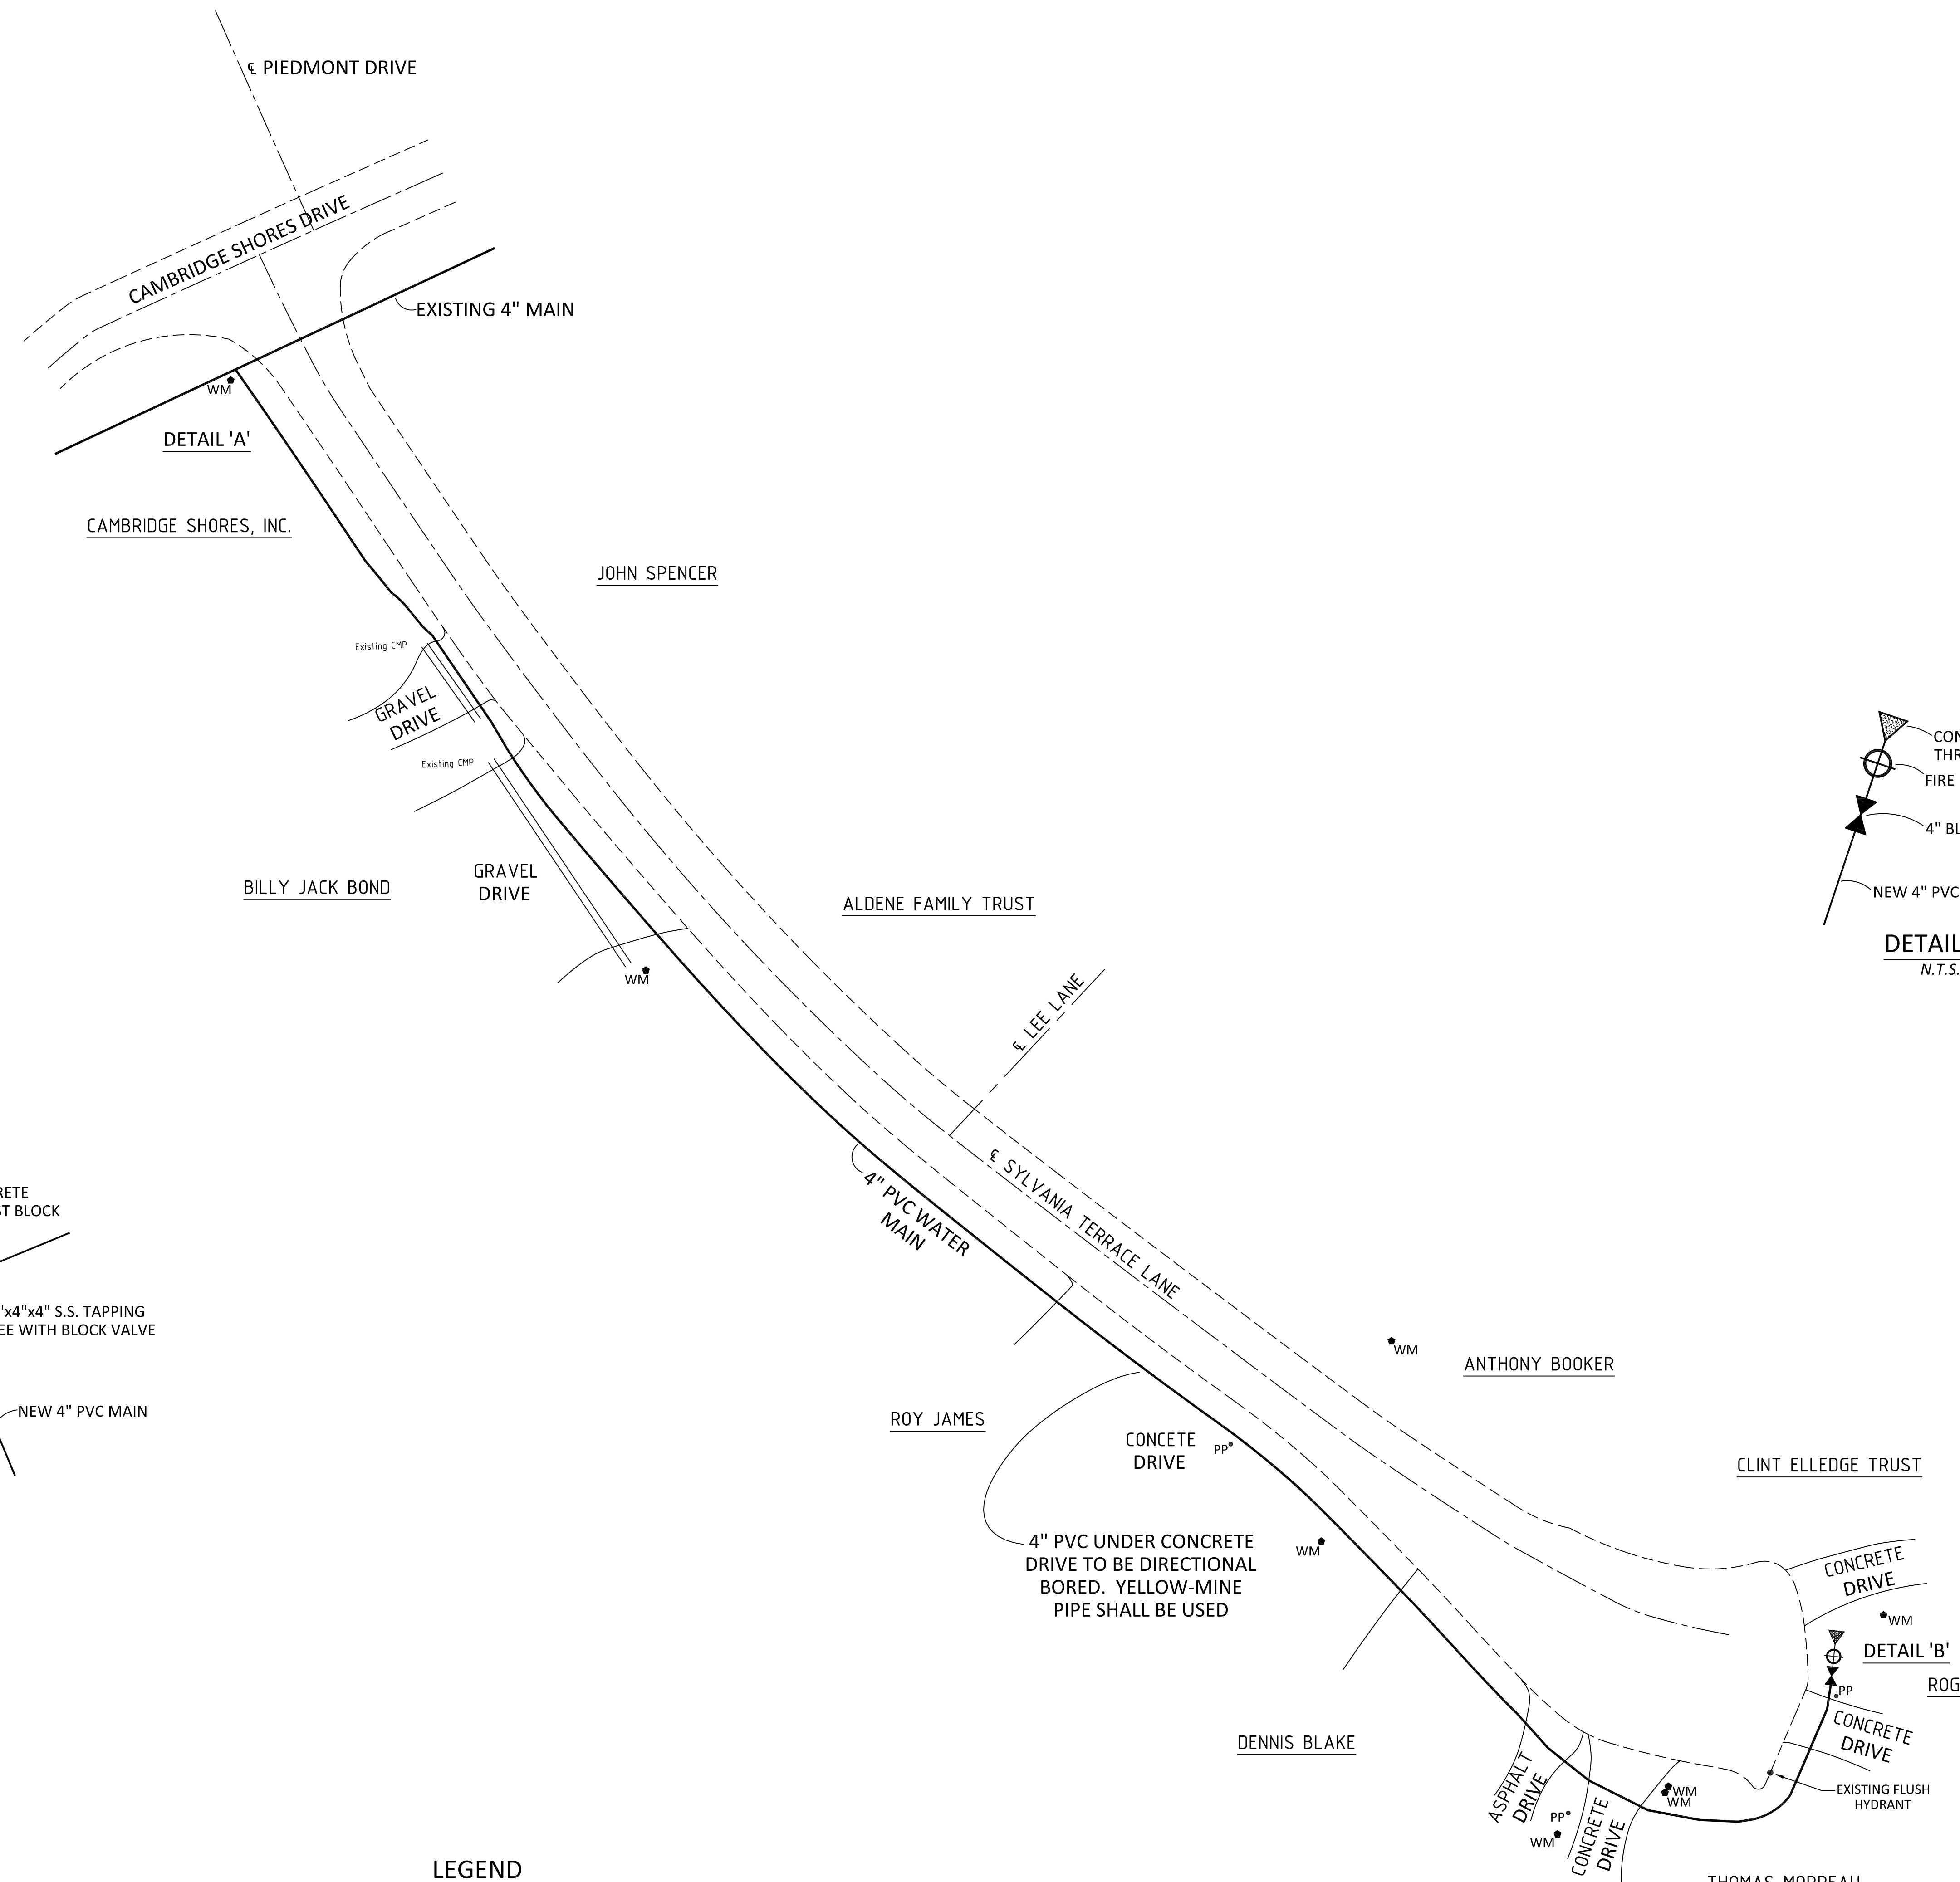 ℄ PIEDMONT DRIVE
CAMBRIDGE SHORES DRIVE
EXISTING 4" MAIN
WM
DETAIL 'A'
CAMBRIDGE SHORES, INC.
JOHN SPENCER
Existing CMP
GRAVEL
DRIVE
Existing CMP
GRAVEL
DRIVE
BILLY JACK BOND
ALDENE FAMILY TRUST
WM
℄ LEE LANE
CON
THR
FIRE
4" BL
NEW 4" PVC
DETAIL
N.T.S.
RETE
ST BLOCK
"x4"x4" S.S. TAPPING
EE WITH BLOCK VALVE
NEW 4" PVC MAIN
4" PVC WATER
MAIN
℄ SYLVANIA TERRACE LANE
WM
ANTHONY BOOKER
ROY JAMES
CONCETE
DRIVE
PP
4" PVC UNDER CONCRETE
DRIVE TO BE DIRECTIONAL
BORED. YELLOW-MINE
PIPE SHALL BE USED
WM
CLINT ELLEDGE TRUST
CONCRETE
DRIVE
WM
DETAIL 'B'
ROG
PP
CONCRETE
DRIVE
EXISTING FLUSH
HYDRANT
DENNIS BLAKE
ASPHALT
DRIVE
PP
WM
CONCRETE
DRIVE
WM
WM
LEGEND
THOMAS